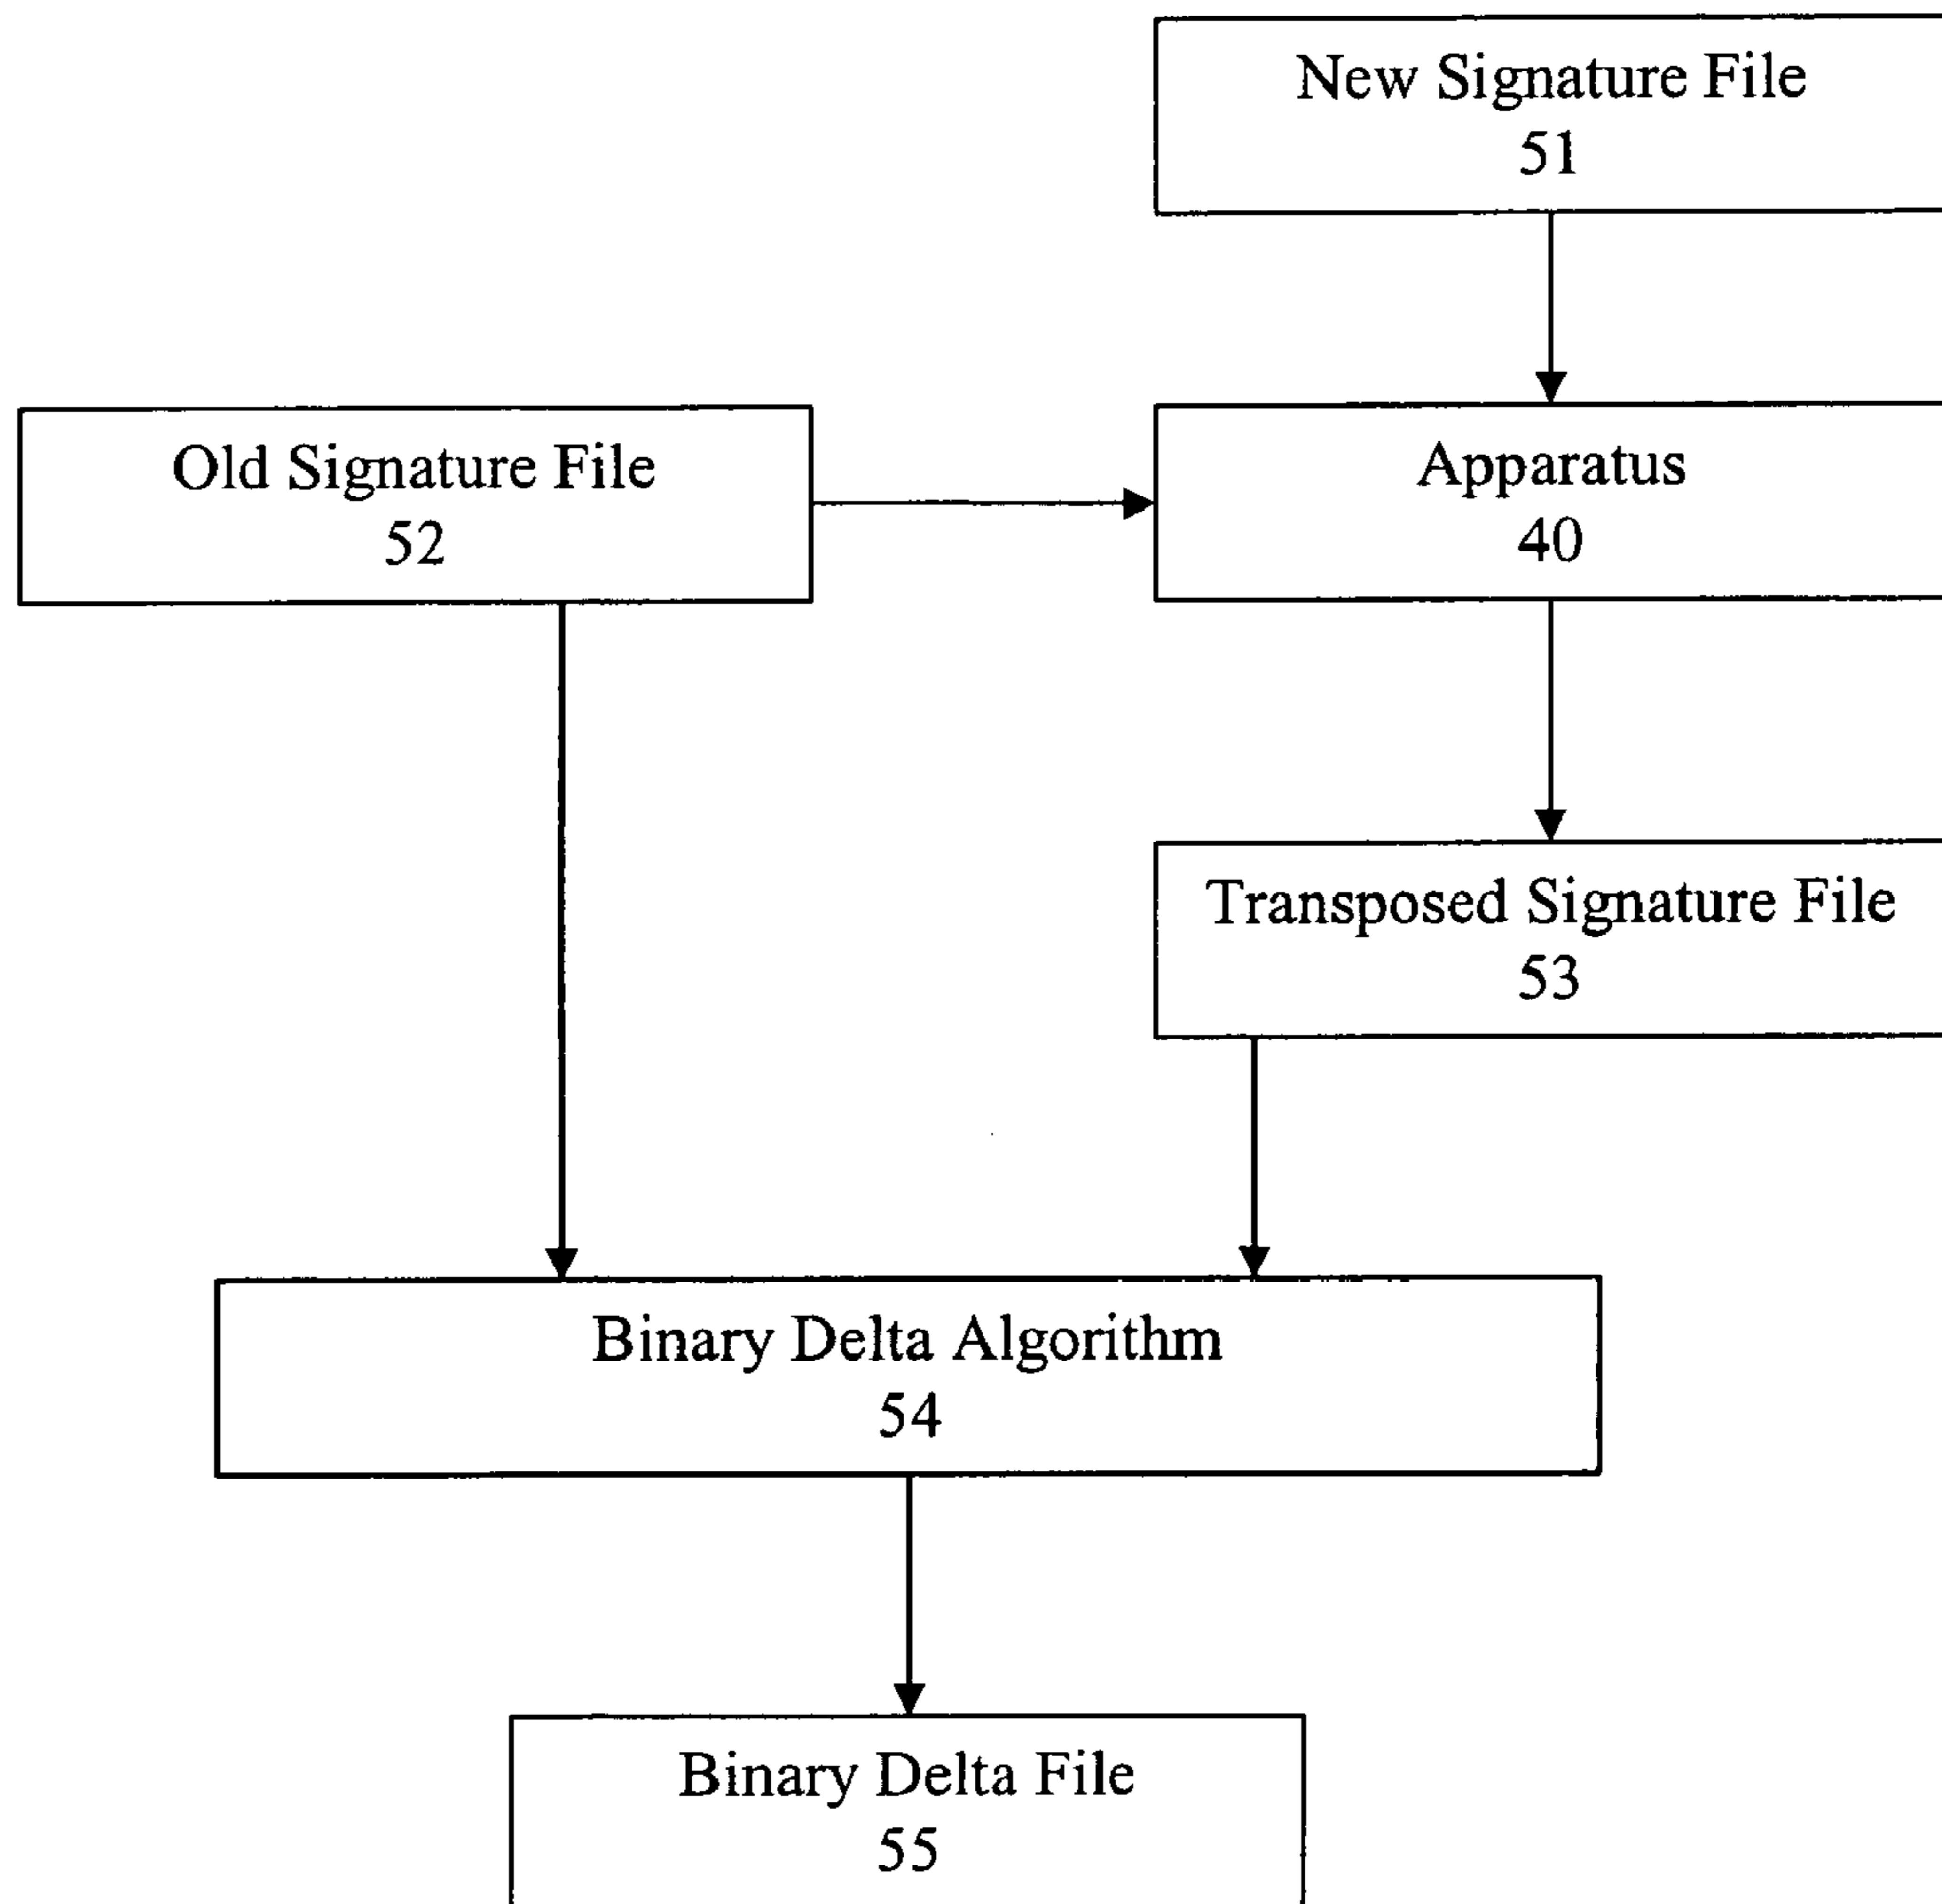 New Signature File
51
Old Signature File
52
Apparatus
40
Transposed Signature File
53
Binary Delta Algorithm
54
Binary Delta File
55